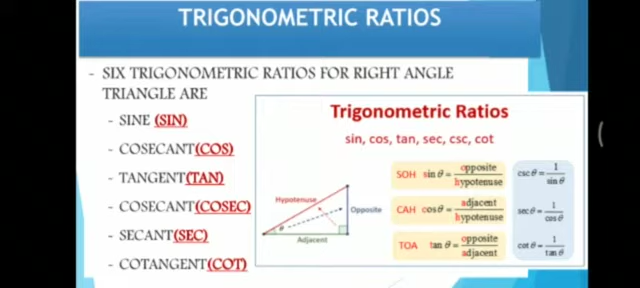 TRIGONOMETRIC RATIOS
- SIX TRIGONOMETRIC RATIOS FOR RIGHT ANGLE
TRIANGLE ARE
- SINE (SIN)
- COSECANT(COS)
- TANGENT(TAN)
- COSECANT(COSEC)
- SECANT(SEC)
- COTANGENT(COT)
Trigonometric Ratios
sin, cos, tan, sec, csc, cot
Hypotenuse
Opposite
θ
Adjacent
SOH sin θ = opposite/hypotenuse
CAH cos θ = adjacent/hypotenuse
TOA tan θ = opposite/adjacent
csc θ = 1/sin θ
sec θ = 1/cos θ
cot θ = 1/tan θ